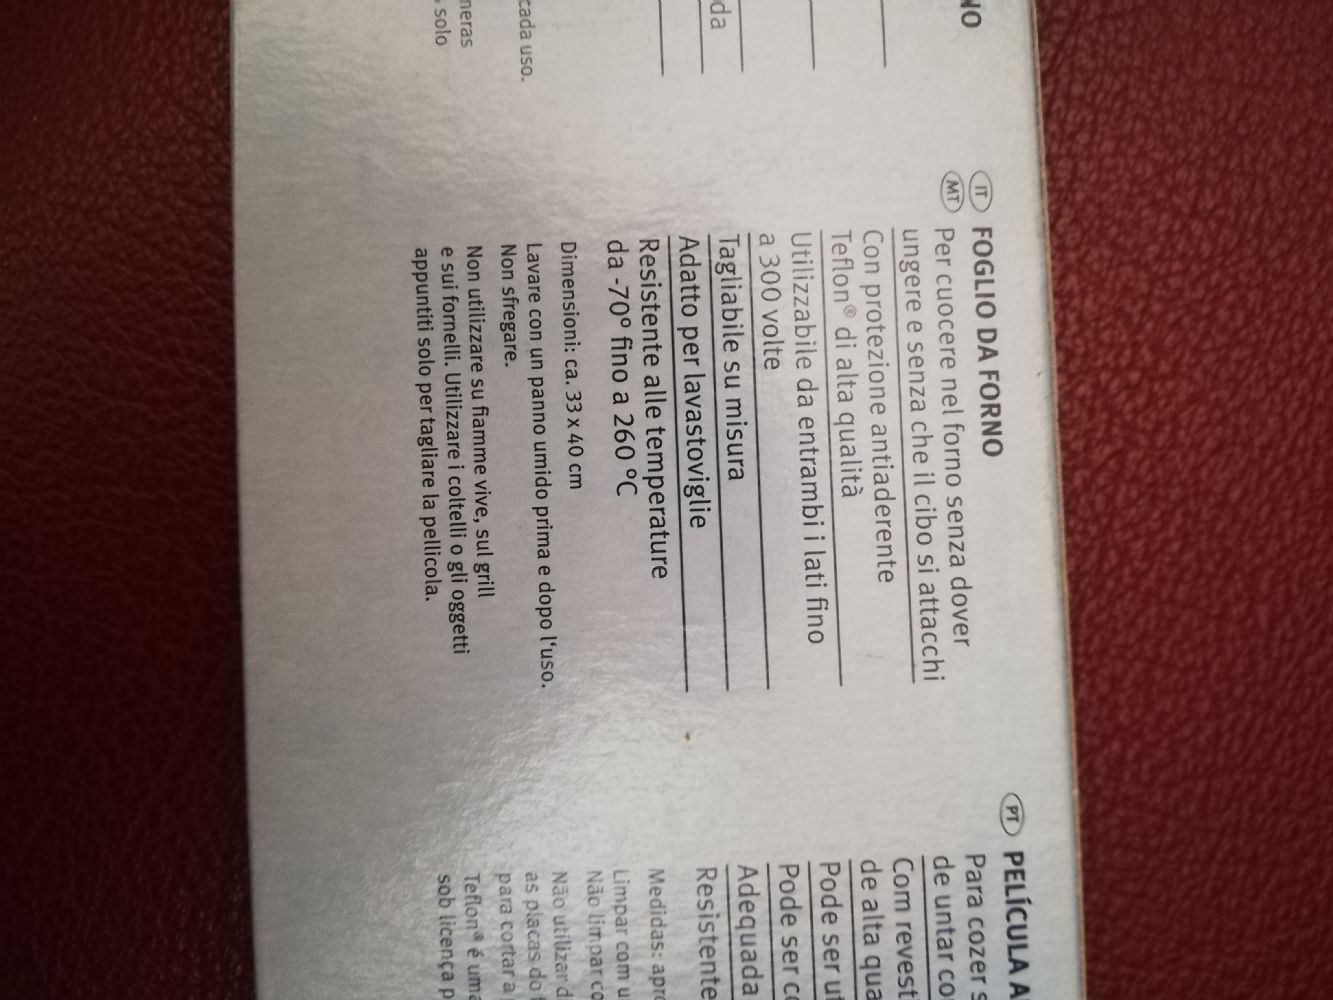 NO
da
cada uso.
neras
solo
IT MT FOGLIO DA FORNO
Per cuocere nel forno senza dover
ungere e senza che il cibo si attacchi
Con protezione antiaderente
Teflon® di alta qualità
Utilizzabile da entrambi i lati fino
a 300 volte
Tagliabile su misura
Adatto per lavastoviglie
Resistente alle temperature
da -70° fino a 260 °C
Dimensioni: ca. 33 x 40 cm
Lavare con un panno umido prima e dopo l‘uso.
Non sfregare.
Non utilizzare su fiamme vive, sul grill
e sui fornelli. Utilizzare i coltelli o gli oggetti
appuntiti solo per tagliare la pellicola.
PT PELÍCULA A
Para cozer s
de untar co
Com revest
de alta qua
Pode ser ut
Pode ser co
Adequada
Resistente
Medidas: apro
Limpar com u
Não limpar co
Não utilizar d
as placas do f
para cortar a
Teflon® é uma
sob licença p